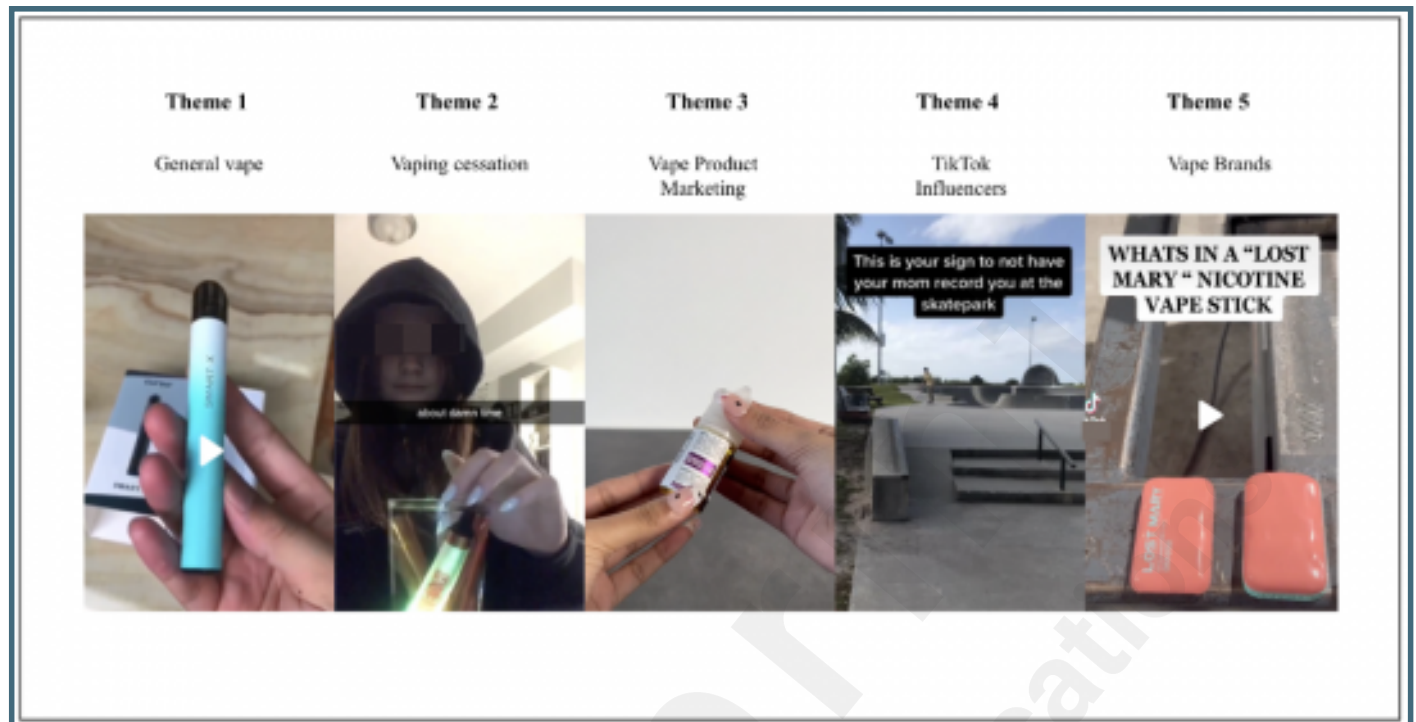 Theme 1
Theme 2
Theme 3
Theme 4
Theme 5
General vape
Vaping cessation
Vape Product
Marketing
TikTok
Influencers
Vape Brands
about damn time
This is your sign to not have
your mom record you at the
skatepark
WHATS IN A “LOST
MARY “ NICOTINE
VAPE STICK
LOST MARY